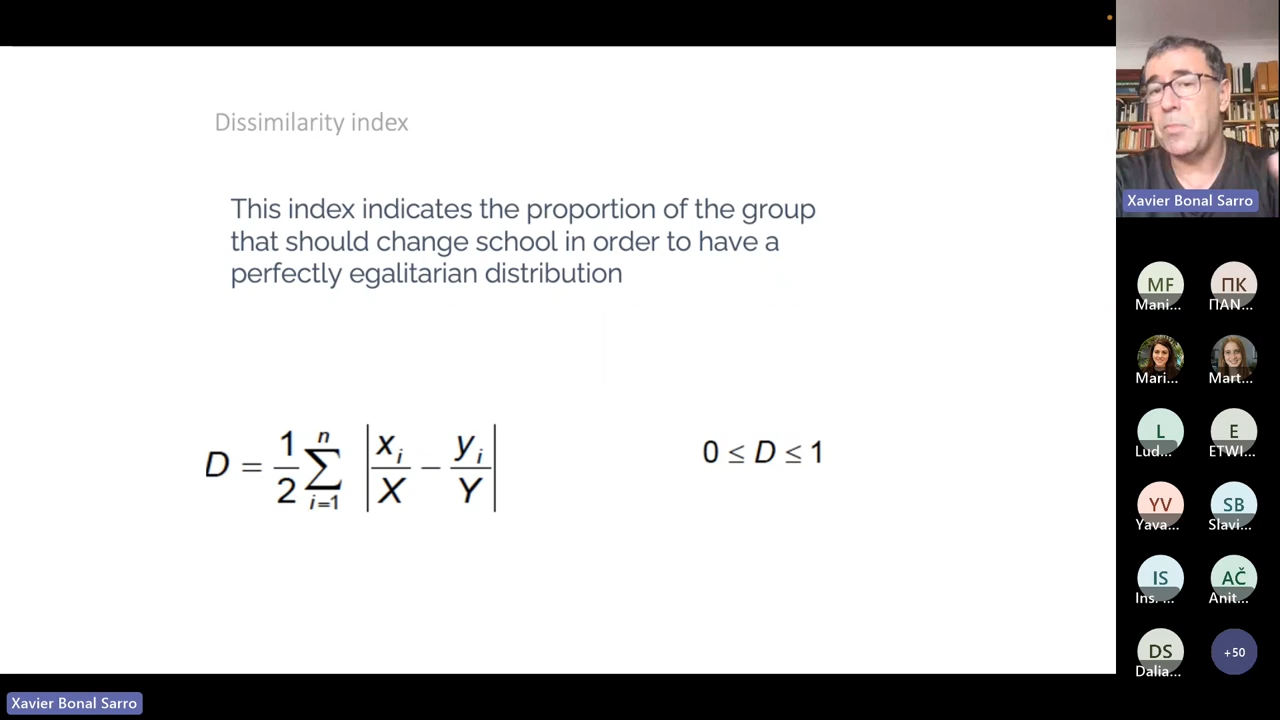 Dissimilarity index
This index indicates the proportion of the group
that should change school in order to have a
perfectly egalitarian distribution
D = 1/2 ∑_{i=1}^{n} |x_i/X − y_i/Y|
0 ≤ D ≤ 1
Xavier Bonal Sarro
MF ПК
Mani... ΠΑΝ...
Mari... Mart...
L E
Lud... ETWI...
YV SB
Yava... Slavi...
IS AČ
Ins. ... Anit...
DS +50
Dalia...
Xavier Bonal Sarro